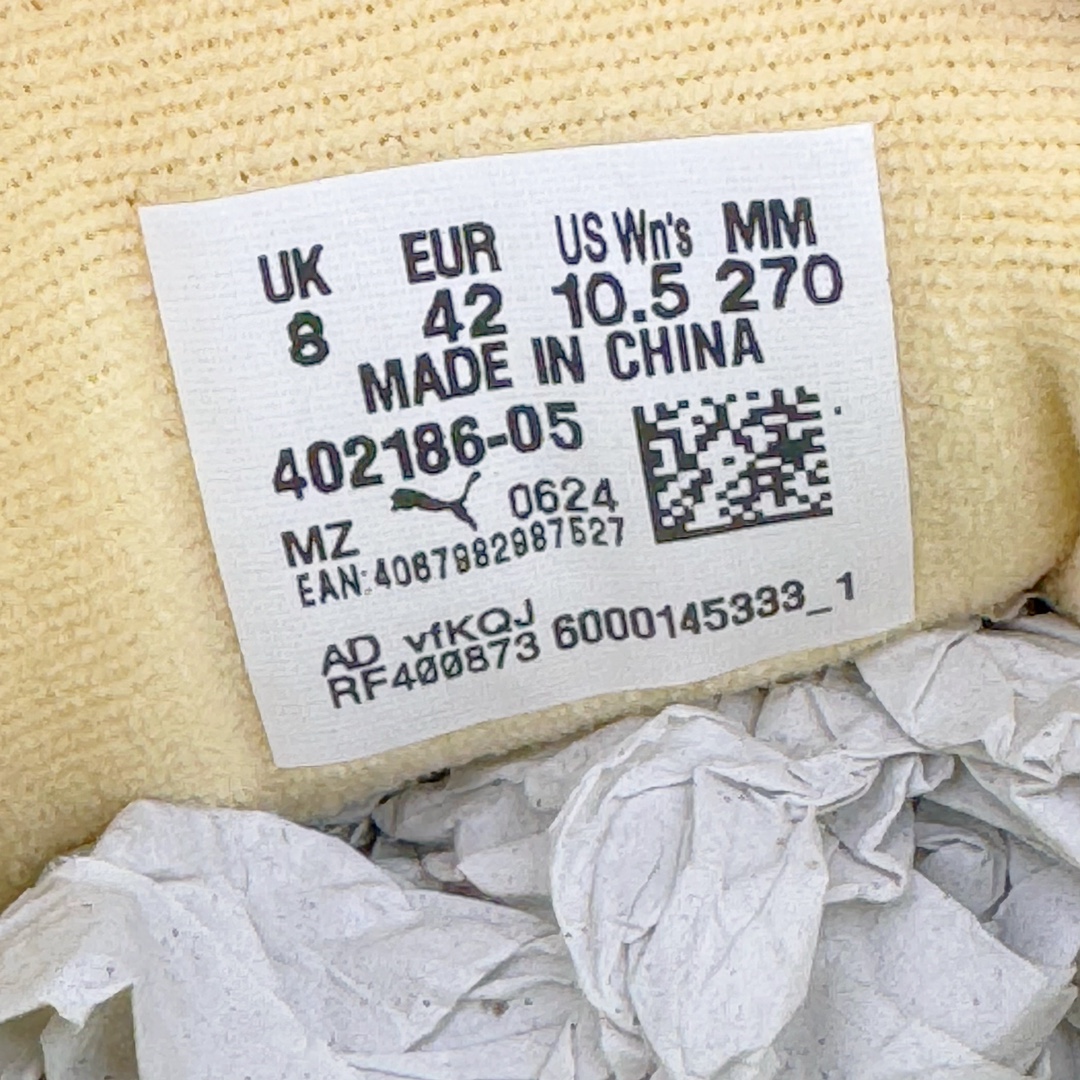 UK EUR US Wn's MM
8 42 10.5 270
MADE IN CHINA
402186-05
MZ 0624
EAN:4067982987527
AD vfKQJ
RF400873 6000145333_1